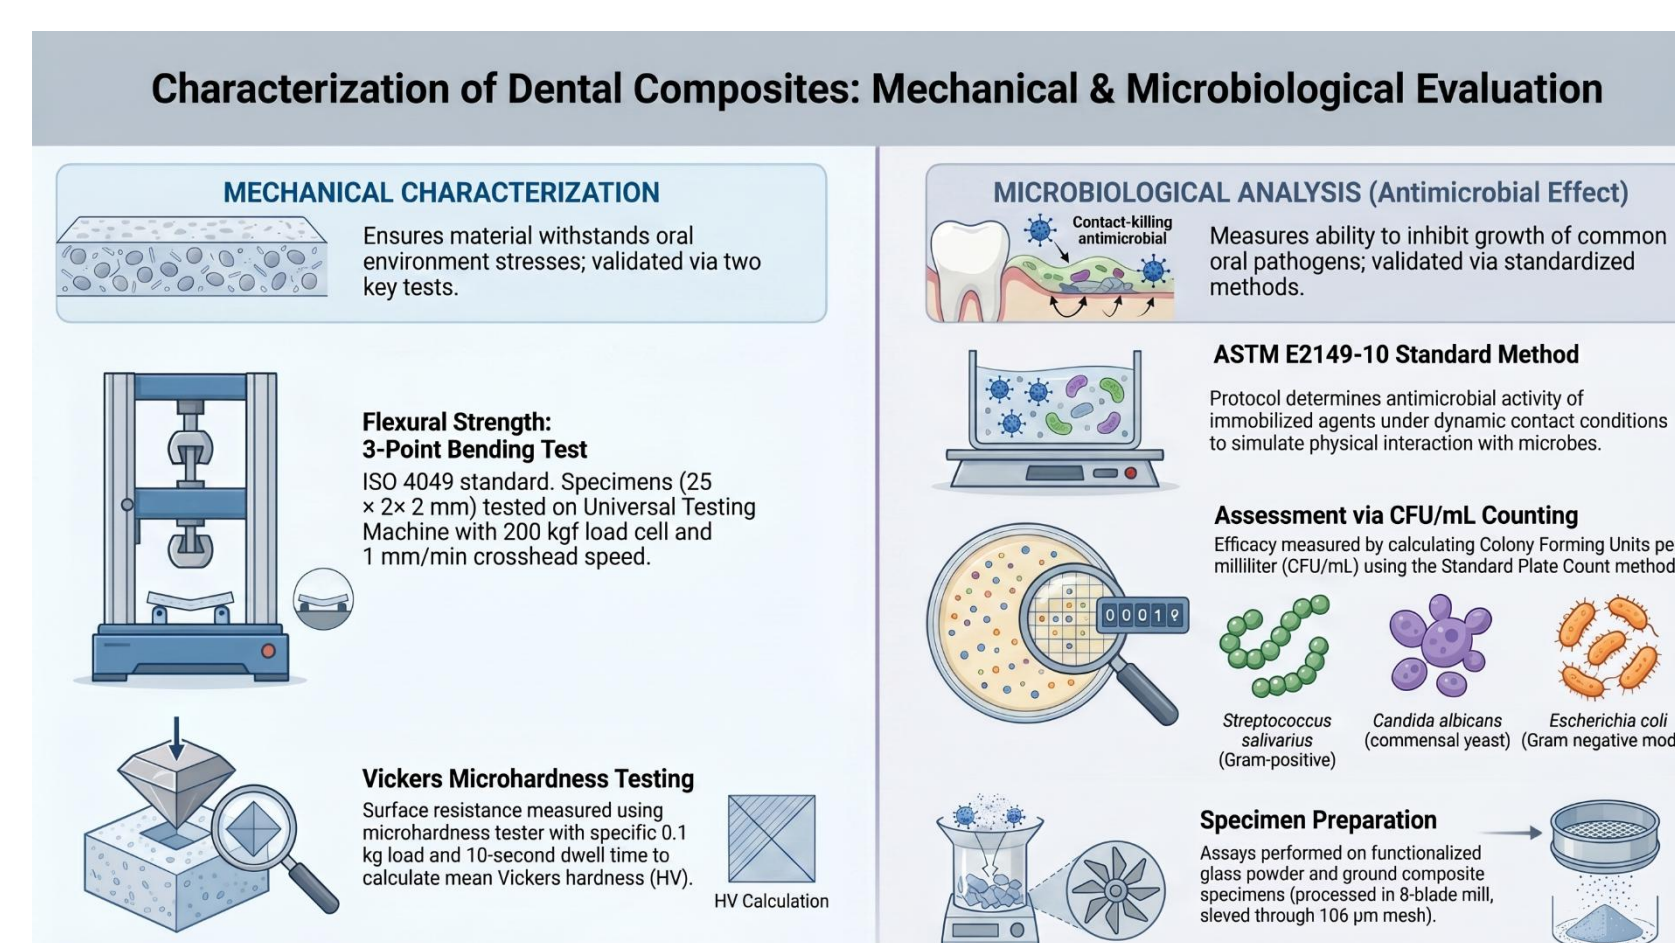 Characterization of Dental Composites: Mechanical & Microbiological Evaluation
MECHANICAL CHARACTERIZATION
Ensures material withstands oral
environment stresses; validated via two
key tests.
Flexural Strength:
3-Point Bending Test
ISO 4049 standard. Specimens (25
× 2× 2 mm) tested on Universal Testing
Machine with 200 kgf load cell and
1 mm/min crosshead speed.
Vickers Microhardness Testing
Surface resistance measured using
microhardness tester with specific 0.1
kg load and 10-second dwell time to
calculate mean Vickers hardness (HV).
HV Calculation
MICROBIOLOGICAL ANALYSIS (Antimicrobial Effect)
Contact-killing
antimicrobial
Measures ability to inhibit growth of common
oral pathogens; validated via standardized
methods.
ASTM E2149-10 Standard Method
Protocol determines antimicrobial activity of
immobilized agents under dynamic contact conditions
to simulate physical interaction with microbes.
Assessment via CFU/mL Counting
Efficacy measured by calculating Colony Forming Units pe
milliliter (CFU/mL) using the Standard Plate Count method
0001
Streptococcus
salivarius
(Gram-positive)
Candida albicans
(commensal yeast)
Escherichia coli
(Gram negative mod
Specimen Preparation
Assays performed on functionalized
glass powder and ground composite
specimens (processed in 8-blade mill,
sleved through 106 µm mesh).